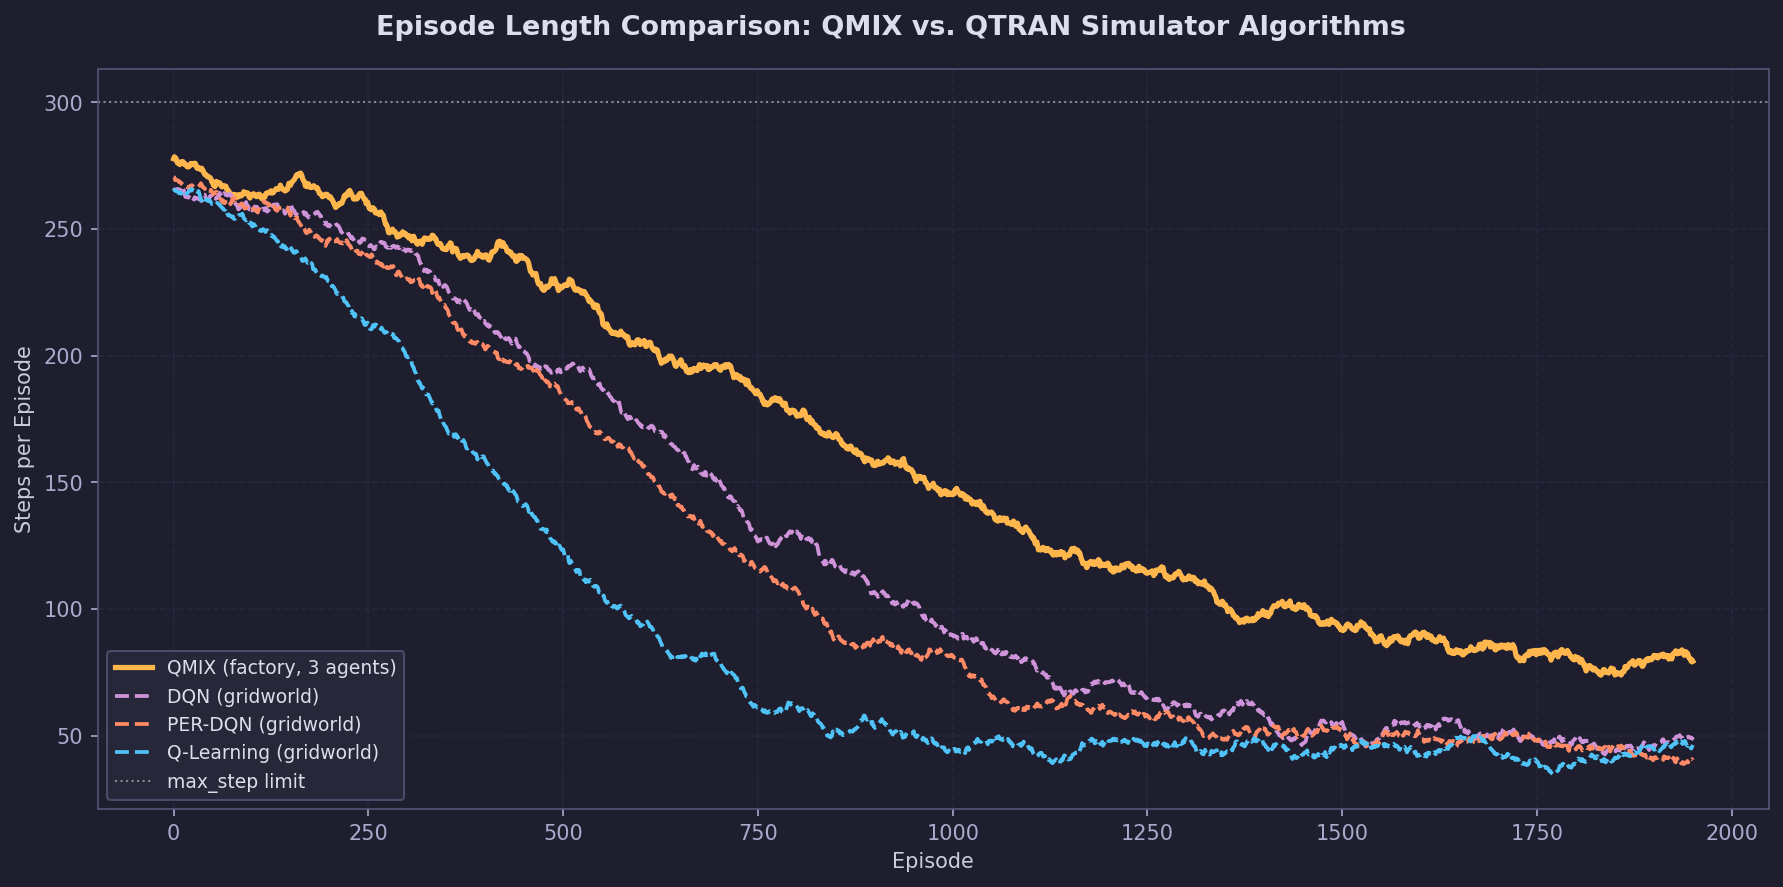 Episode Length Comparison: QMIX vs. QTRAN Simulator Algorithms
Steps per Episode
300
250
200
150
100
50
QMIX (factory, 3 agents)
DQN (gridworld)
PER-DQN (gridworld)
Q-Learning (gridworld)
max_step limit
0 250 500 750 1000 1250 1500 1750 2000
Episode